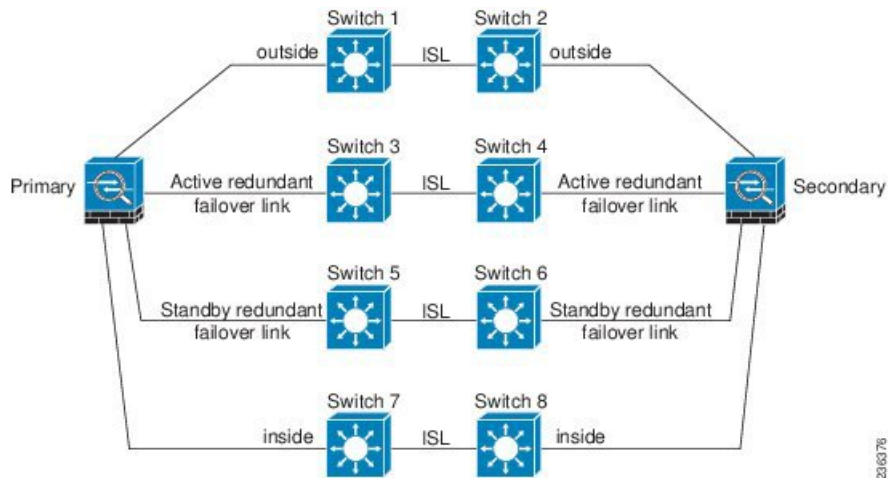 Switch 1
Switch 2
outside
ISL
outside
Switch 3
Switch 4
Primary
Active redundant
failover link
ISL
Active redundant
failover link
Secondary
Switch 5
Switch 6
Standby redundant
failover link
ISL
Standby redundant
failover link
Switch 7
Switch 8
inside
ISL
inside
236376